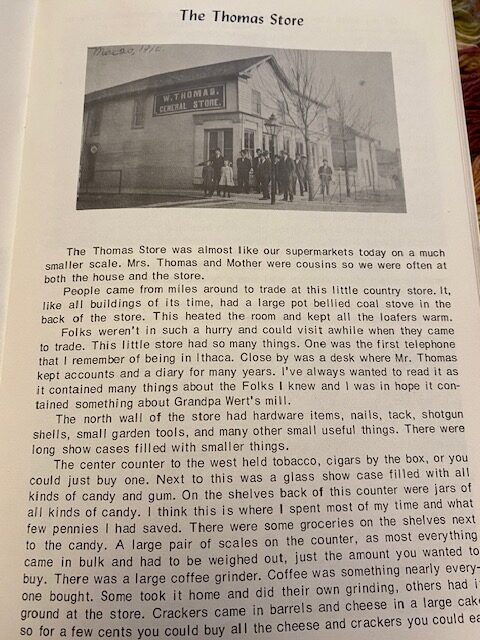 The Thomas Store
W. THOMAS.
GENERAL STORE.
The Thomas Store was almost like our supermarkets today on a much
smaller scale. Mrs. Thomas and Mother were cousins so we were often at
both the house and the store.
People came from miles around to trade at this little country store. It,
like all buildings of its time, had a large pot bellied coal stove in the
back of the store. This heated the room and kept all the loafers warm.
Folks weren't in such a hurry and could visit awhile when they came
to trade. This little store had so many things. One was the first telephone
that I remember of being in Ithaca. Close by was a desk where Mr. Thomas
kept accounts and a diary for many years. I've always wanted to read it as
it contained many things about the Folks I knew and I was in hope it con-
tained something about Grandpa Wert's mill.
The north wall of the store had hardware items, nails, tack, shotgun
shells, small garden tools, and many other small useful things. There were
long show cases filled with smaller things.
The center counter to the west held tobacco, cigars by the box, or you
could just buy one. Next to this was a glass show case filled with all
kinds of candy and gum. On the shelves back of this counter were jars of
all kinds of candy. I think this is where I spent most of my time and what
few pennies I had saved. There were some groceries on the shelves next
to the candy. A large pair of scales on the counter, as most everything
came in bulk and had to be weighed out, just the amount you wanted to
buy. There was a large coffee grinder. Coffee was something nearly every-
one bought. Some took it home and did their own grinding, others had i
ground at the store. Crackers came in barrels and cheese in a large cak
so for a few cents you could buy all the cheese and crackers you could ea